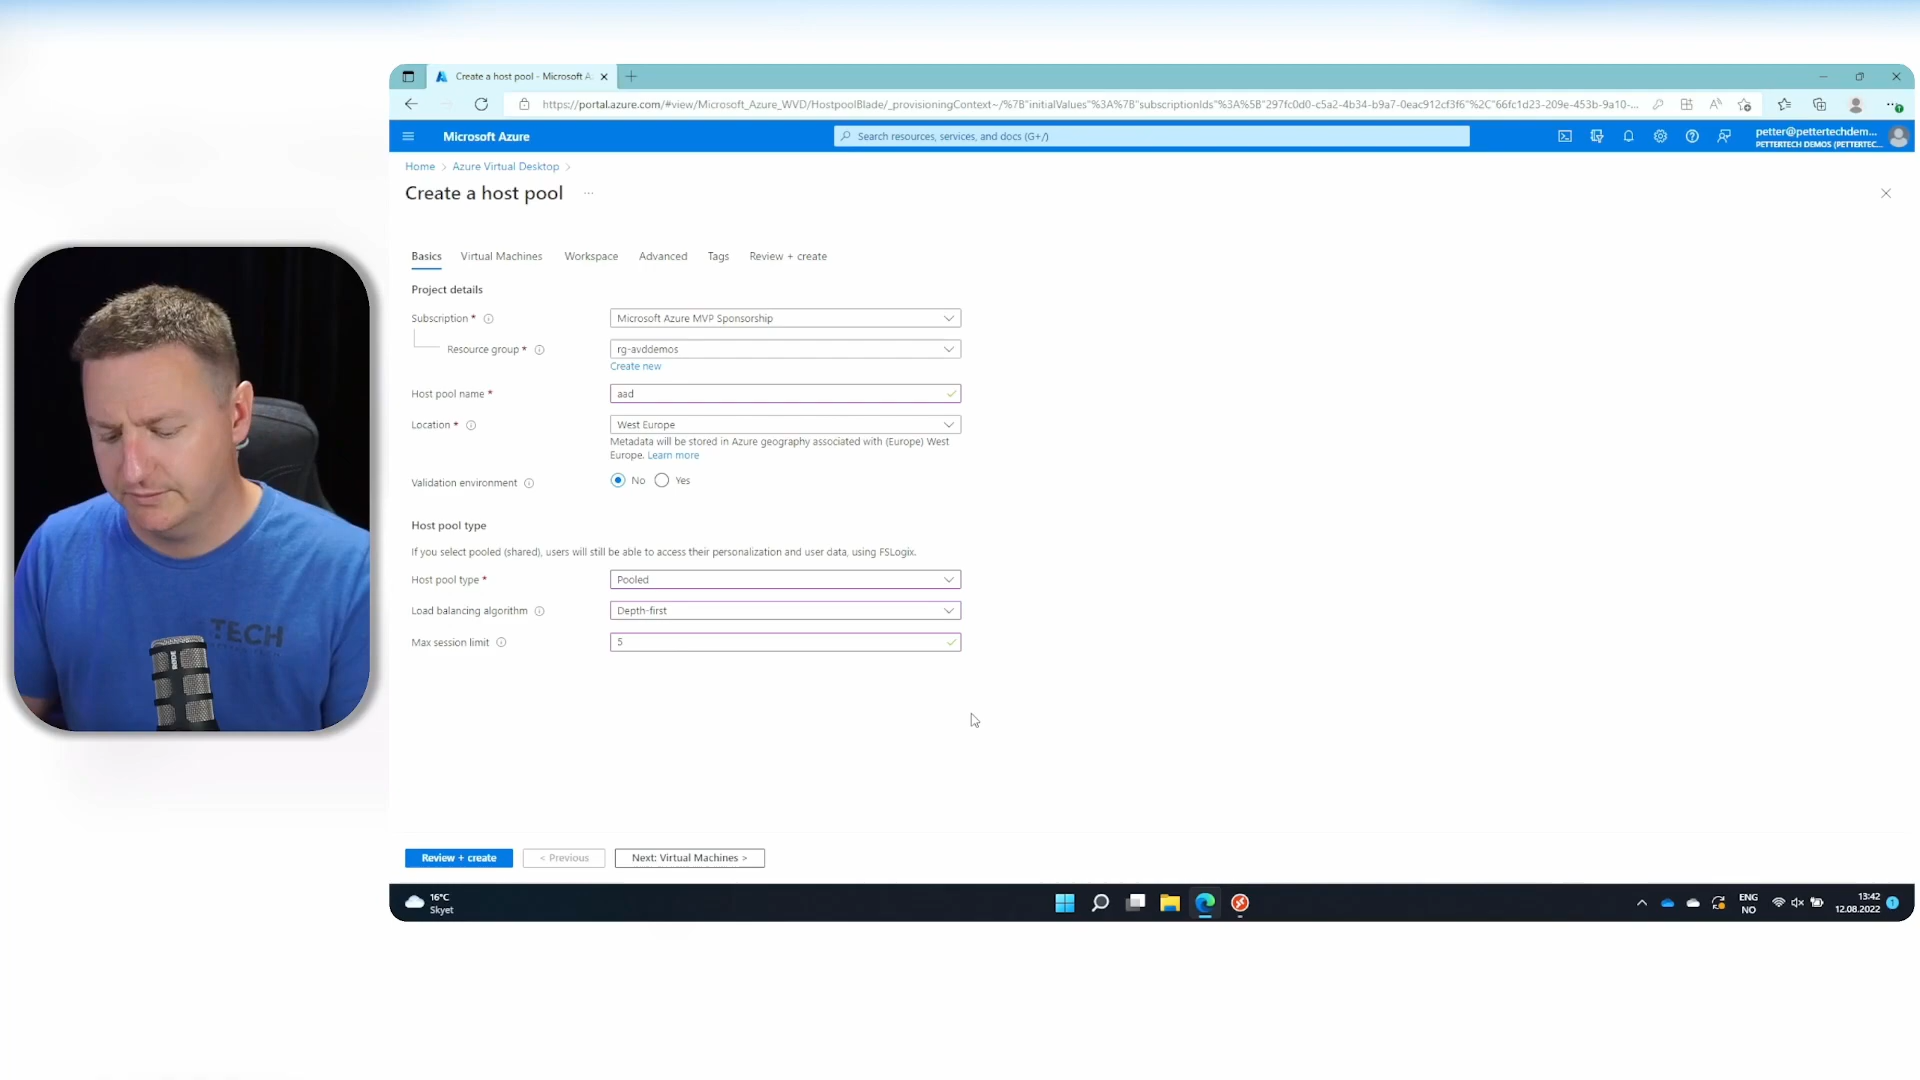 Create a host pool - Microsoft A
https://portal.azure.com/#view/Microsoft_Azure_WVD/HostpoolBlade/_provisioningContext~/%7B"initialValues"%3A%7B"subscriptionIds"%3A%5B"297fc0d0-c5a2-4b34-b9a7-0eac912cf3f6"%2C"66fc1d23-209e-453b-9a10-...
Microsoft Azure
Search resources, services, and docs (G+/)
petter@pettertechdem...
PETTERTECH DEMOS (PETTERTEC...
Home > Azure Virtual Desktop >
Create a host pool ...
Basics Virtual Machines Workspace Advanced Tags Review + create
Project details
Subscription * Microsoft Azure MVP Sponsorship
Resource group * rg-avddemos
Create new
Host pool name * aad
Location * West Europe
Metadata will be stored in Azure geography associated with (Europe) West
Europe. Learn more
Validation environment No Yes
Host pool type
If you select pooled (shared), users will still be able to access their personalization and user data, using FSLogix.
Host pool type * Pooled
Load balancing algorithm Depth-first
Max session limit 5
TECH
RØDE
Review + create < Previous Next: Virtual Machines >
16°C
Skyet
ENG
NO
13:42
12.08.2022
1